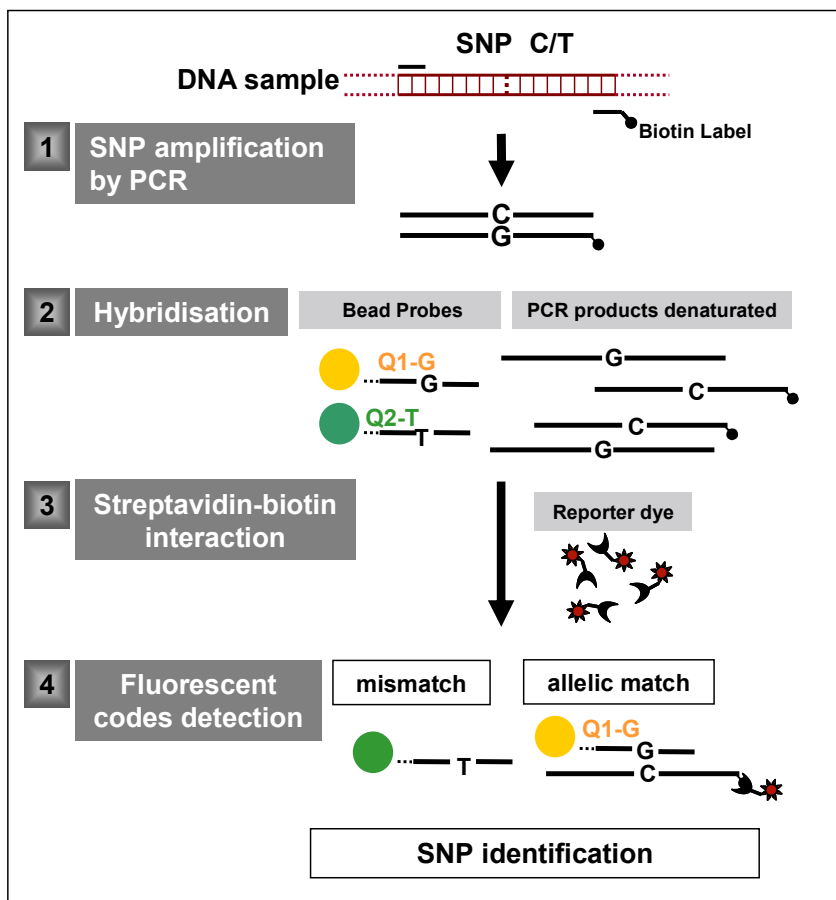 SNP C/T
DNA sample
Biotin Label
1
SNP amplification
by PCR
C
G
2
Hybridisation
Bead Probes
PCR products denaturated
Q1-G
G
G
C
Q2-T
T
C
G
3
Streptavidin-biotin
interaction
Reporter dye
4
Fluorescent
codes detection
mismatch
allelic match
Q1-G
G
T
C
SNP identification